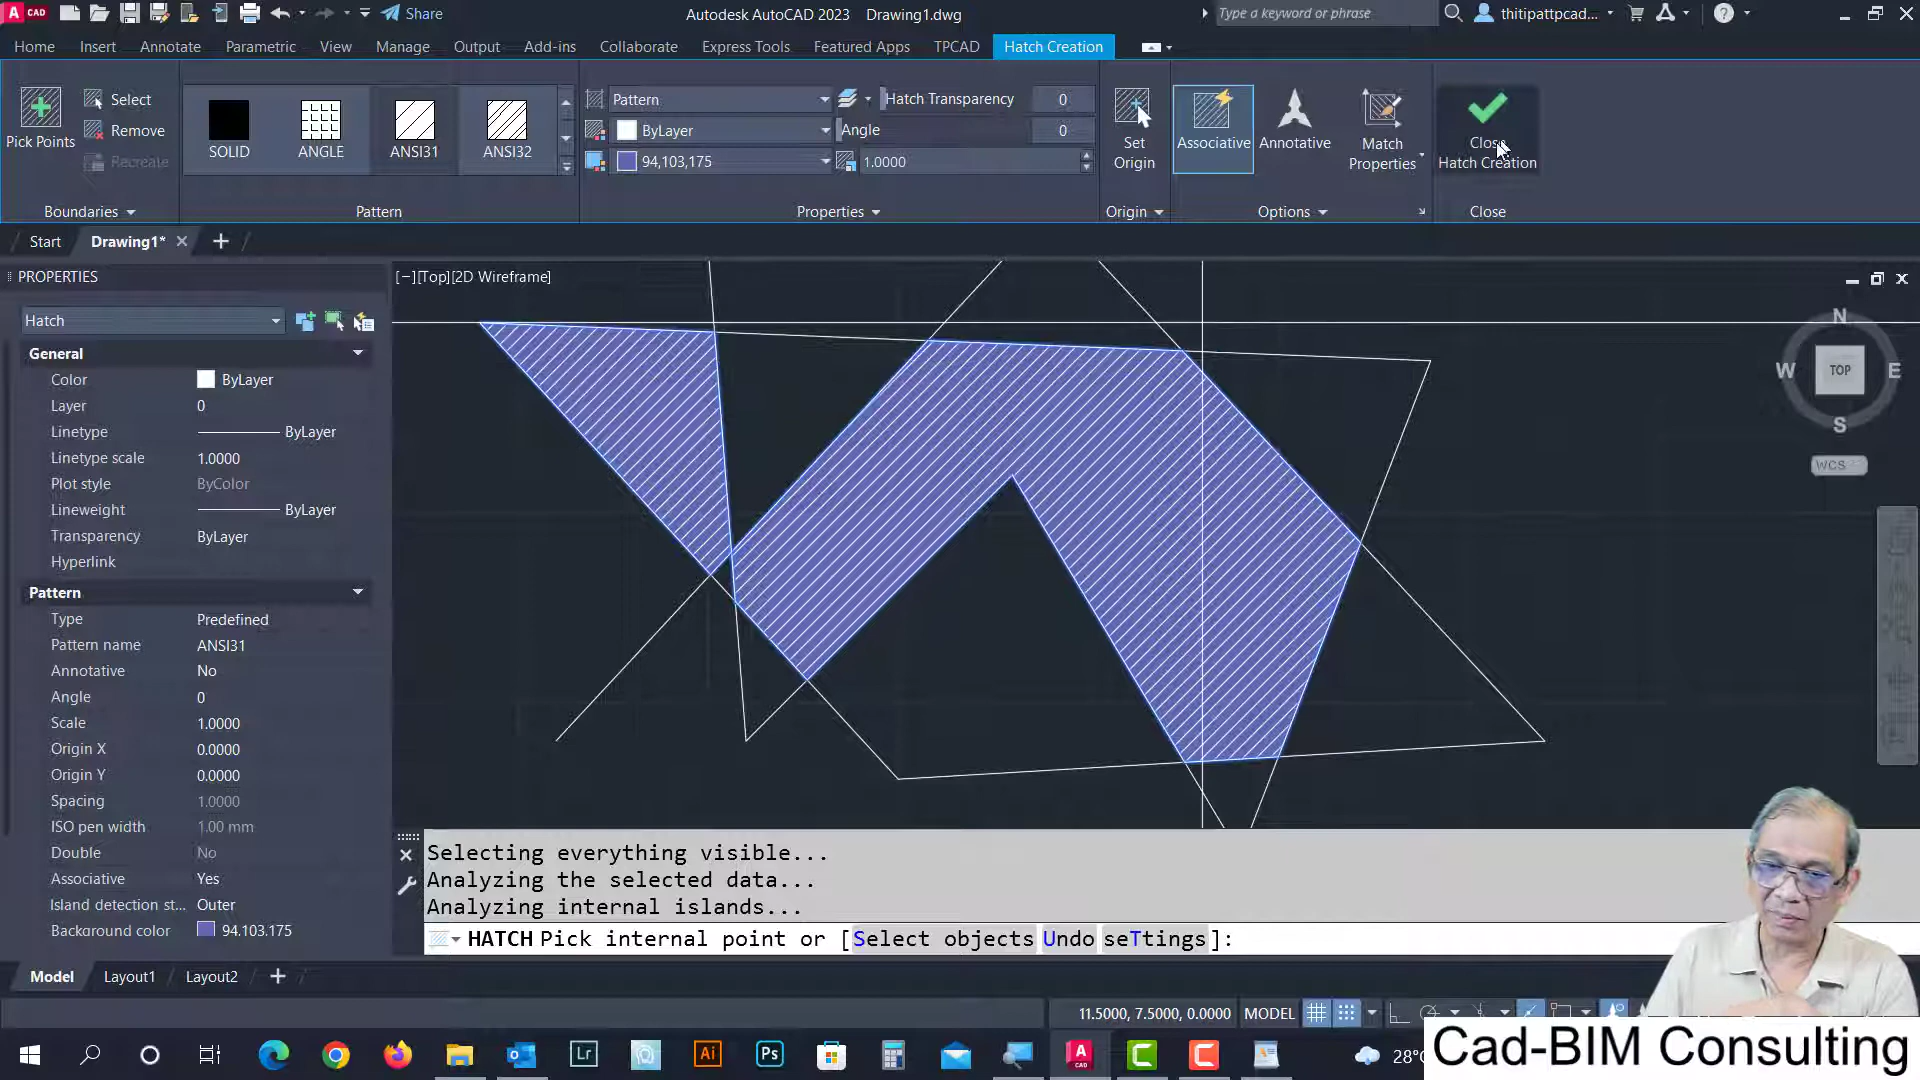 A CAD
Share
Autodesk AutoCAD 2023 Drawing1.dwg
Type a keyword or phrase
thitipattpcad...
Home Insert Annotate Parametric View Manage Output Add-ins Collaborate Express Tools Featured Apps TPCAD Hatch Creation
Pick Points
Select
Remove
Recreate
SOLID
ANGLE
ANSI31
ANSI32
Pattern
ByLayer
94,103,175
Hatch Transparency 0
Angle 0
1.0000
Set
Origin
Associative
Annotative
Match
Properties
Close
Hatch Creation
Boundaries
Pattern
Properties
Origin
Options
Close
Start
Drawing1*
PROPERTIES
[−][Top][2D Wireframe]
Hatch
General
Color ByLayer
Layer 0
Linetype ByLayer
Linetype scale 1.0000
Plot style ByColor
Lineweight ByLayer
Transparency ByLayer
Hyperlink
Pattern
Type Predefined
Pattern name ANSI31
Annotative No
Angle 0
Scale 1.0000
Origin X 0.0000
Origin Y 0.0000
Spacing 1.0000
ISO pen width 1.00 mm
Double No
Associative Yes
Island detection st... Outer
Background color 94,103,175
N
W TOP E
S
WCS
Selecting everything visible...
Analyzing the selected data...
Analyzing internal islands...
HATCH Pick internal point or [Select objects Undo seTtings]:
Model Layout1 Layout2
11.5000, 7.5000, 0.0000 MODEL
Lr
Ai
Ps
A
CAD
28°
Cad-BIM Consulting